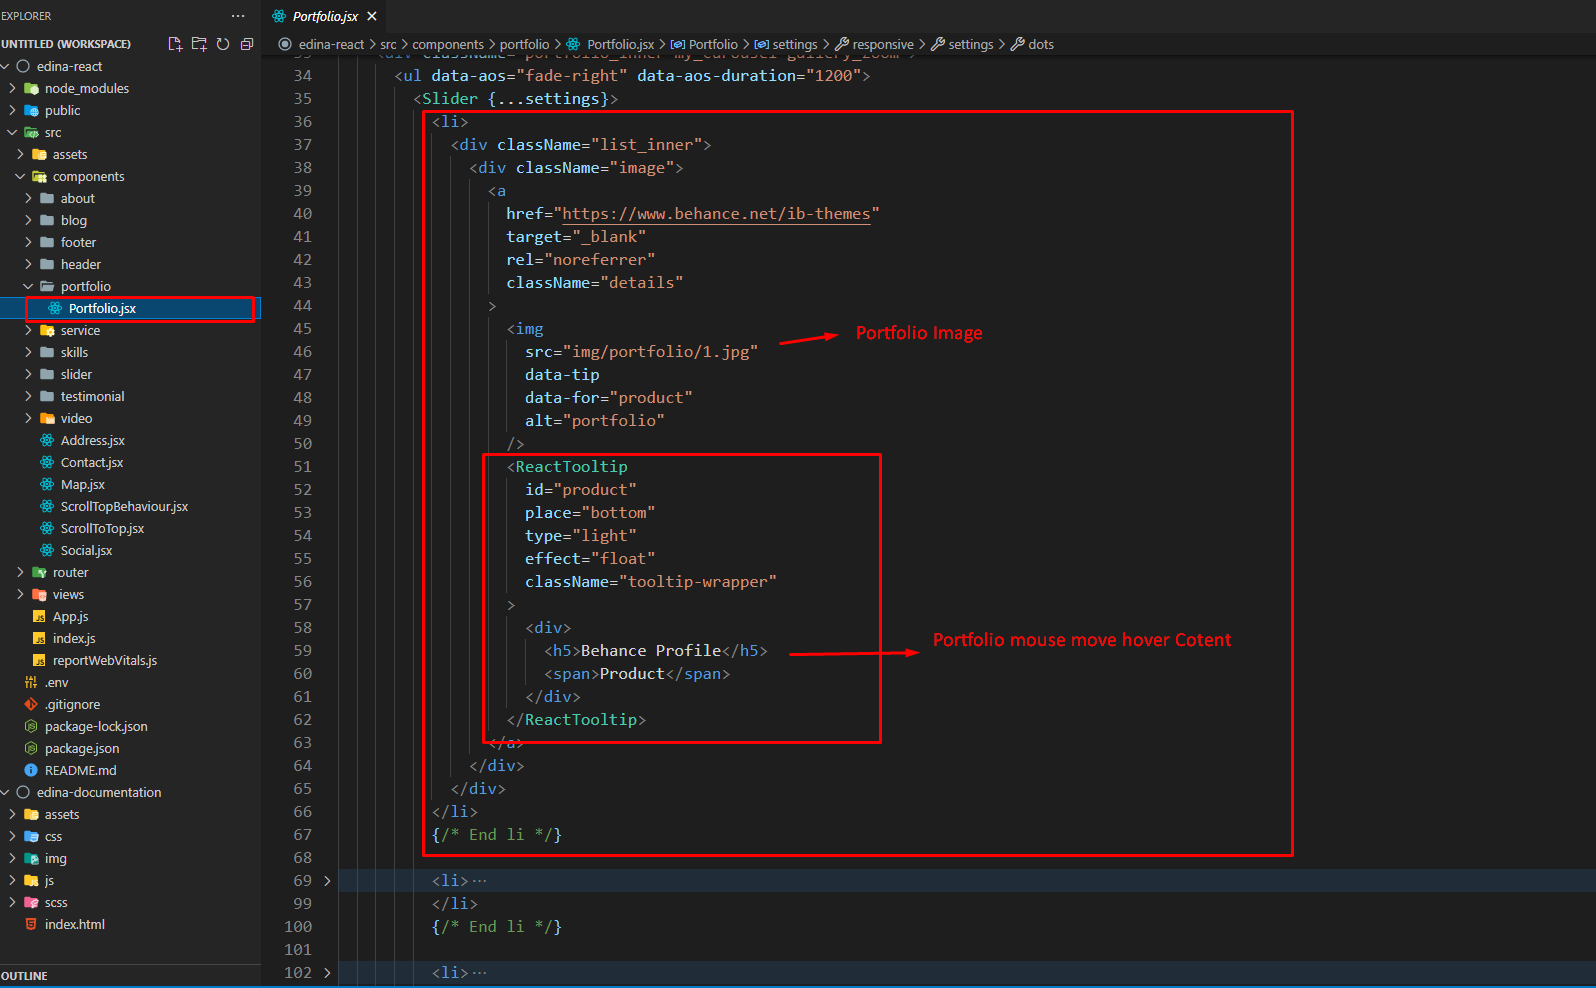 EXPLORER
···
UNTITLED (WORKSPACE)
edina-react
node_modules
public
src
assets
components
about
blog
footer
header
portfolio
Portfolio.jsx
service
skills
slider
testimonial
video
Address.jsx
Contact.jsx
Map.jsx
ScrollTopBehaviour.jsx
ScrollToTop.jsx
Social.jsx
router
views
App.js
index.js
reportWebVitals.js
.env
.gitignore
package-lock.json
package.json
README.md
edina-documentation
assets
css
img
js
scss
index.html
OUTLINE
Portfolio.jsx
edina-react > src > components > portfolio > Portfolio.jsx > Portfolio > settings > responsive > settings > dots
34 <ul data-aos="fade-right" data-aos-duration="1200">
35 <Slider {...settings}>
36 <li>
37 <div className="list_inner">
38 <div className="image">
39 <a
40 href="https://www.behance.net/ib-themes"
41 target="_blank"
42 rel="noreferrer"
43 className="details"
44 >
45 <img
Portfolio Image
46 src="img/portfolio/1.jpg"
47 data-tip
48 data-for="product"
49 alt="portfolio"
50 />
51 <ReactTooltip
52 id="product"
53 place="bottom"
54 type="light"
55 effect="float"
56 className="tooltip-wrapper"
57 >
58 <div>
Portfolio mouse move hover Cotent
59 <h5>Behance Profile</h5>
60 <span>Product</span>
61 </div>
62 </ReactTooltip>
63 </a>
64 </div>
65 </div>
66 </li>
67 {/* End li */}
68
69 <li>···
99 </li>
100 {/* End li */}
101
102 <li>···